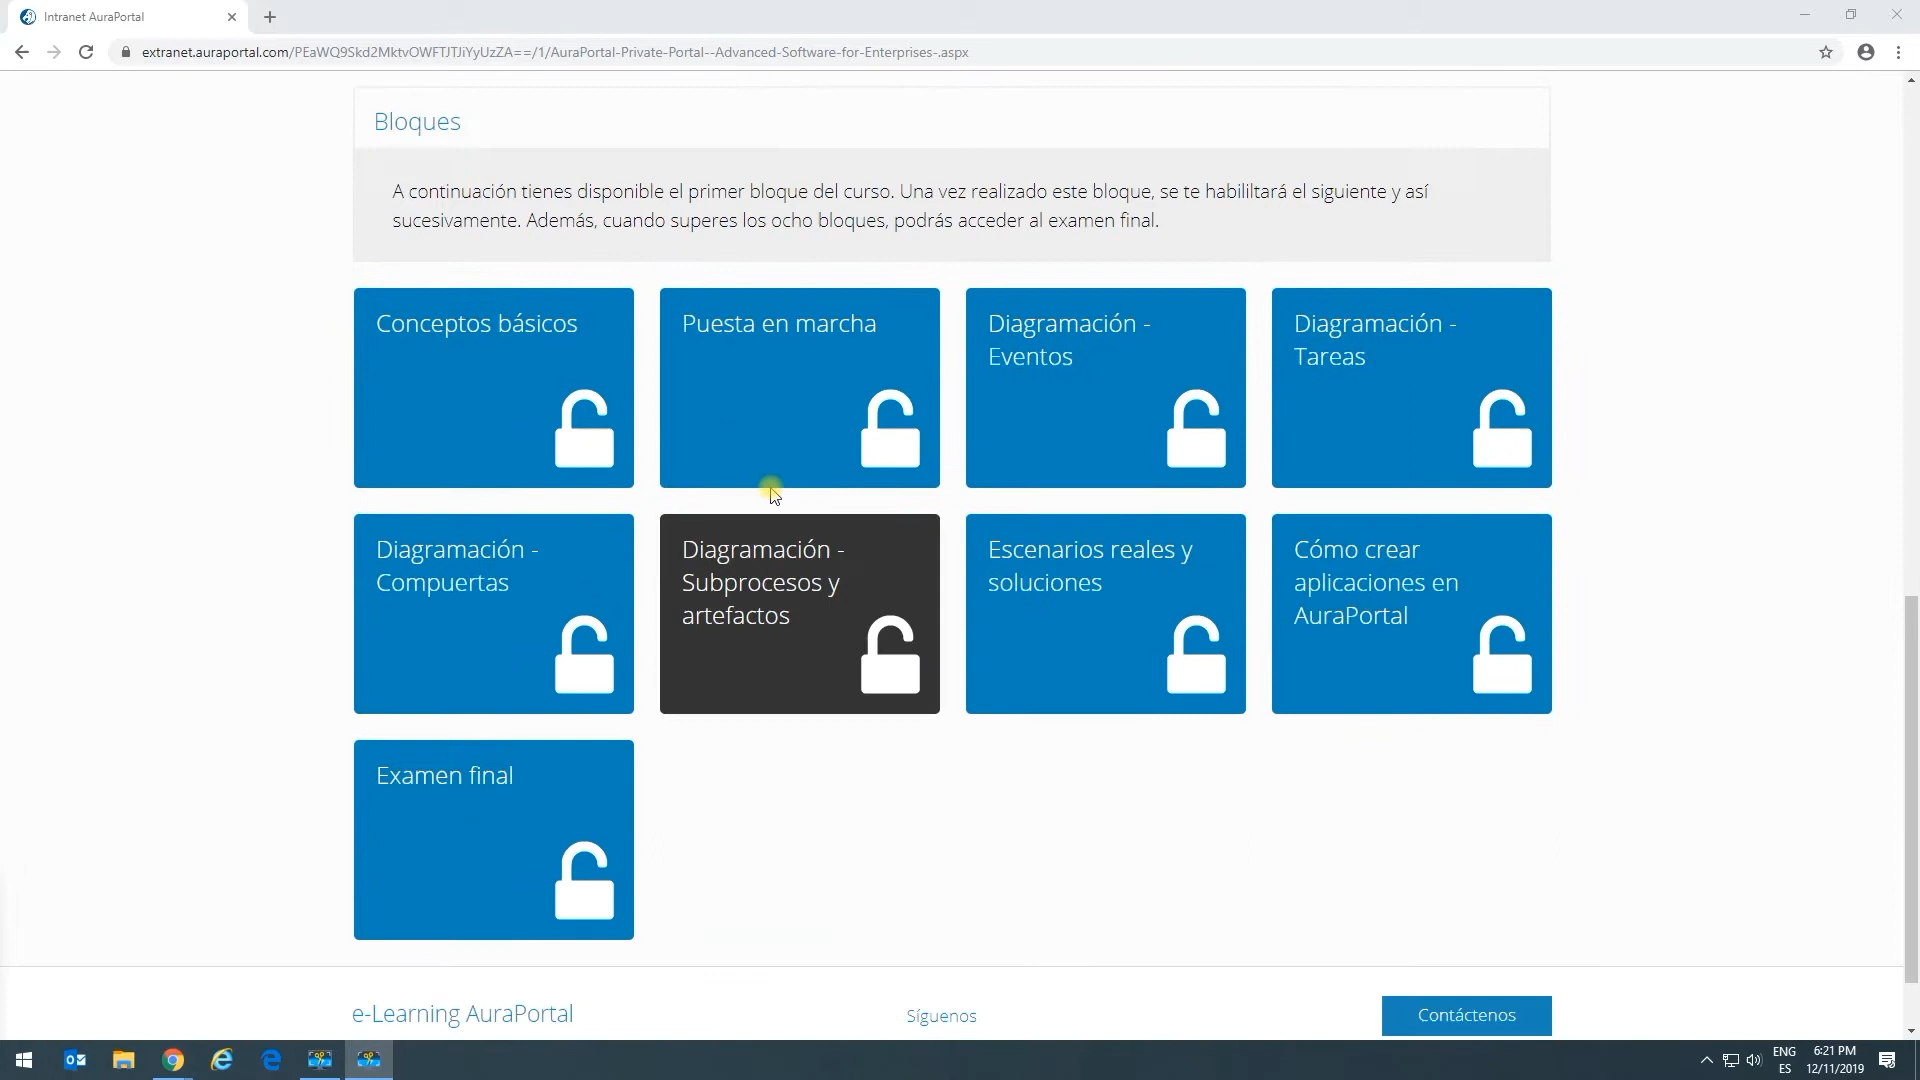 Intranet AuraPortal
extranet.auraportal.com/PEaWQ9Skd2MktvOWFTJTJiYyUzZA==/1/AuraPortal-Private-Portal--Advanced-Software-for-Enterprises-.aspx
Bloques
A continuación tienes disponible el primer bloque del curso. Una vez realizado este bloque, se te habililtará el siguiente y así
sucesivamente. Además, cuando superes los ocho bloques, podrás acceder al examen final.
Conceptos básicos
Puesta en marcha
Diagramación -
Eventos
Diagramación -
Tareas
Diagramación -
Compuertas
Diagramación -
Subprocesos y
artefactos
Escenarios reales y
soluciones
Cómo crear
aplicaciones en
AuraPortal
Examen final
e-Learning AuraPortal
Síguenos
Contáctenos
ENG
ES
6:21 PM
12/11/2019